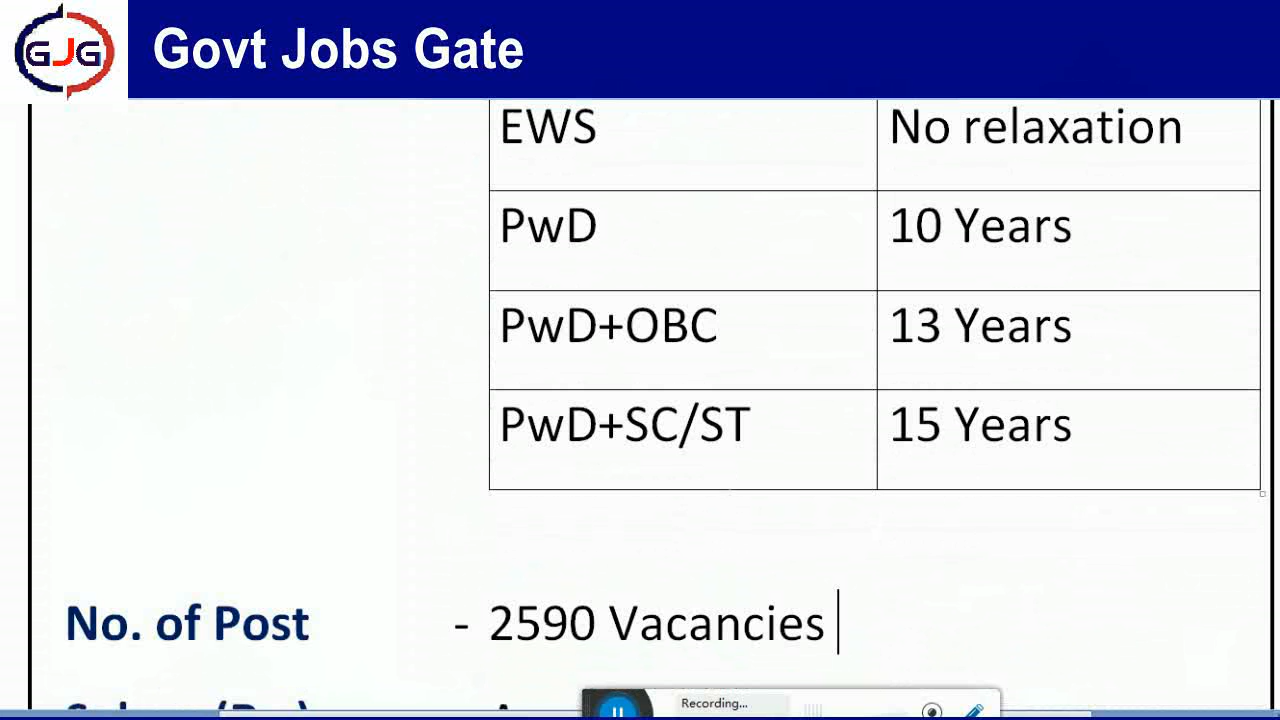 GJG
Govt Jobs Gate
EWS No relaxation
PwD 10 Years
PwD+OBC 13 Years
PwD+SC/ST 15 Years
No. of Post - 2590 Vacancies
Recording...